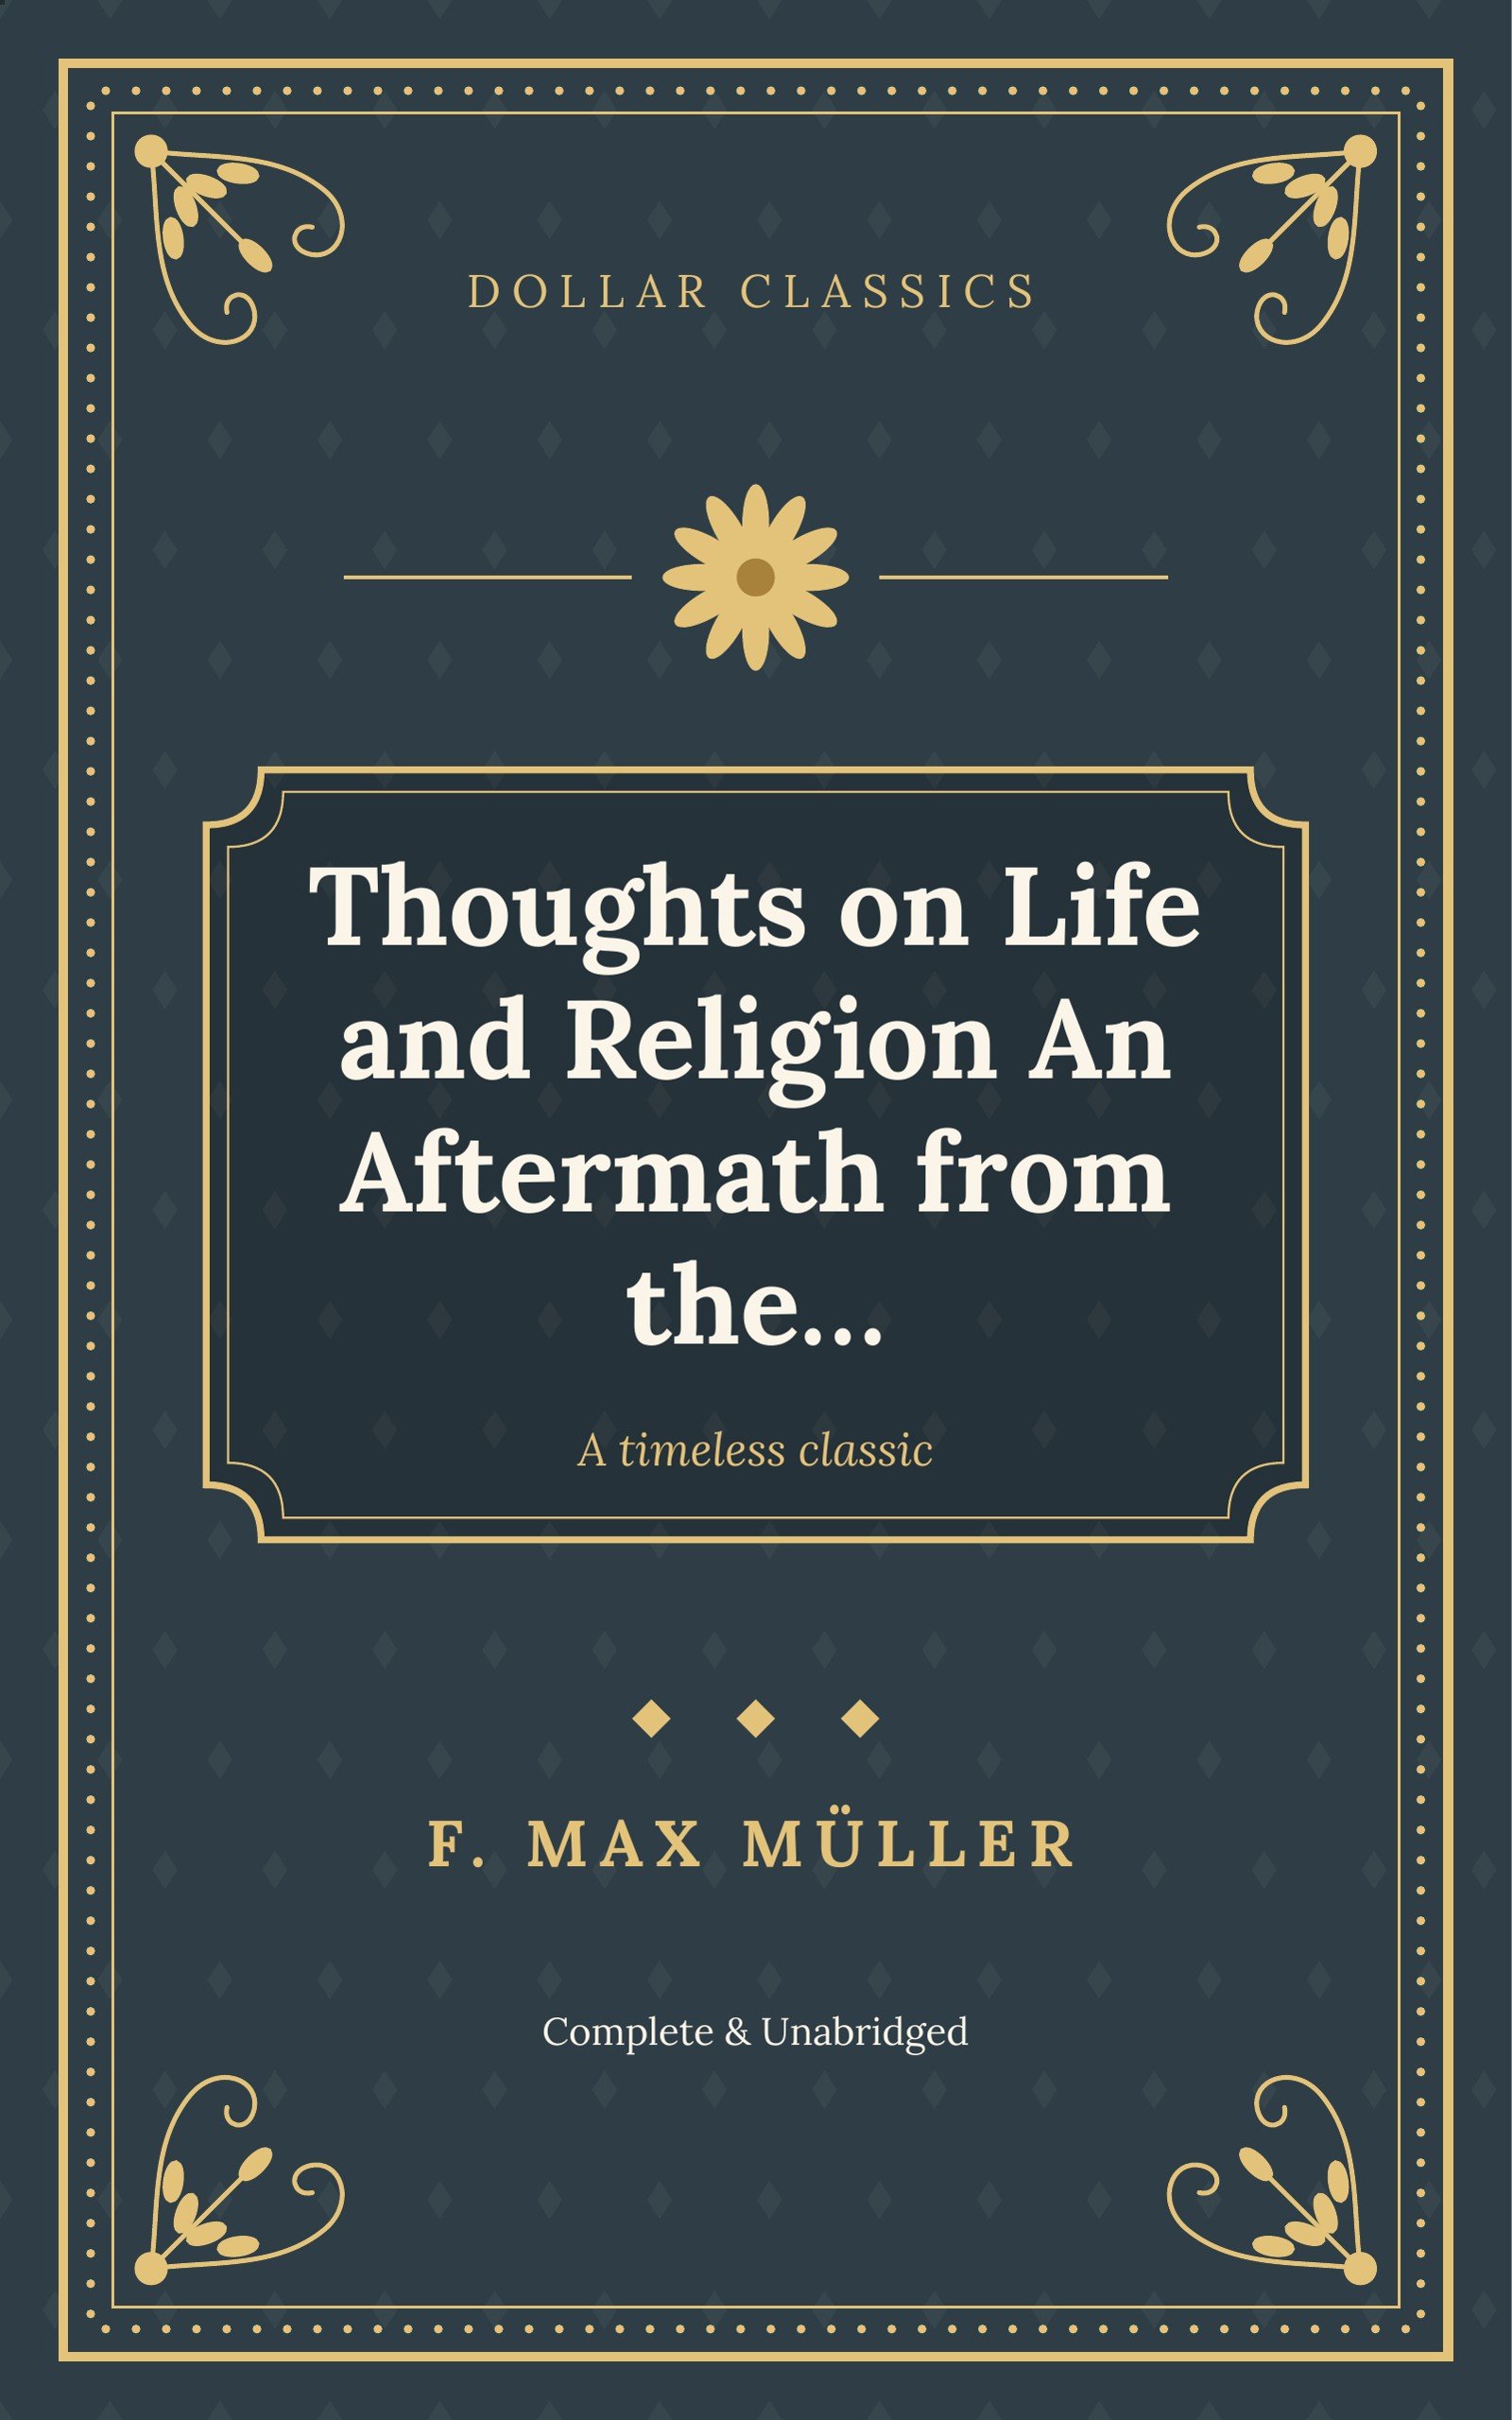 DOLLAR CLASSICS
Thoughts on Life
and Religion An
Aftermath from
the...
A timeless classic
F. MAX MÜLLER
Complete & Unabridged